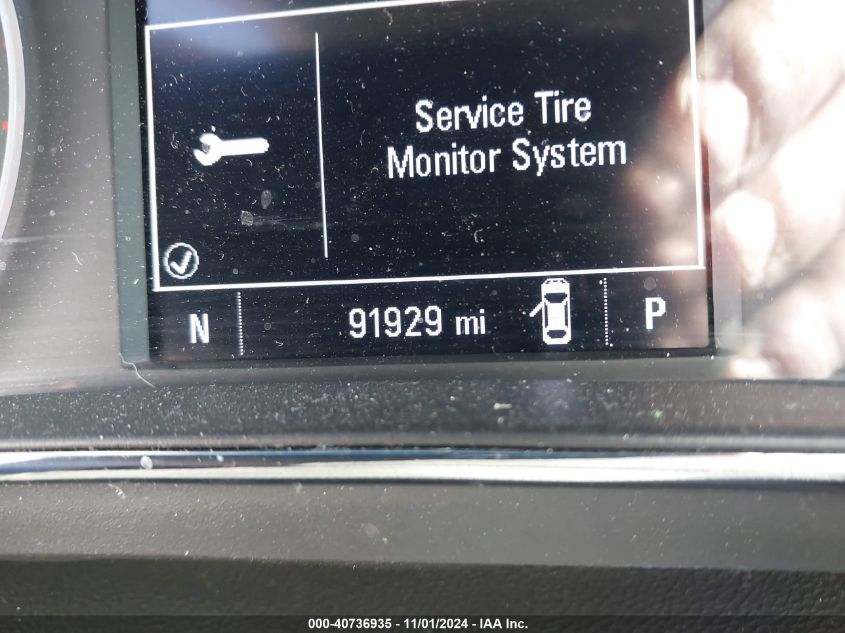 Service Tire
Monitor System
N 91929 mi P
000-40736935 - 11/01/2024 - IAA Inc.